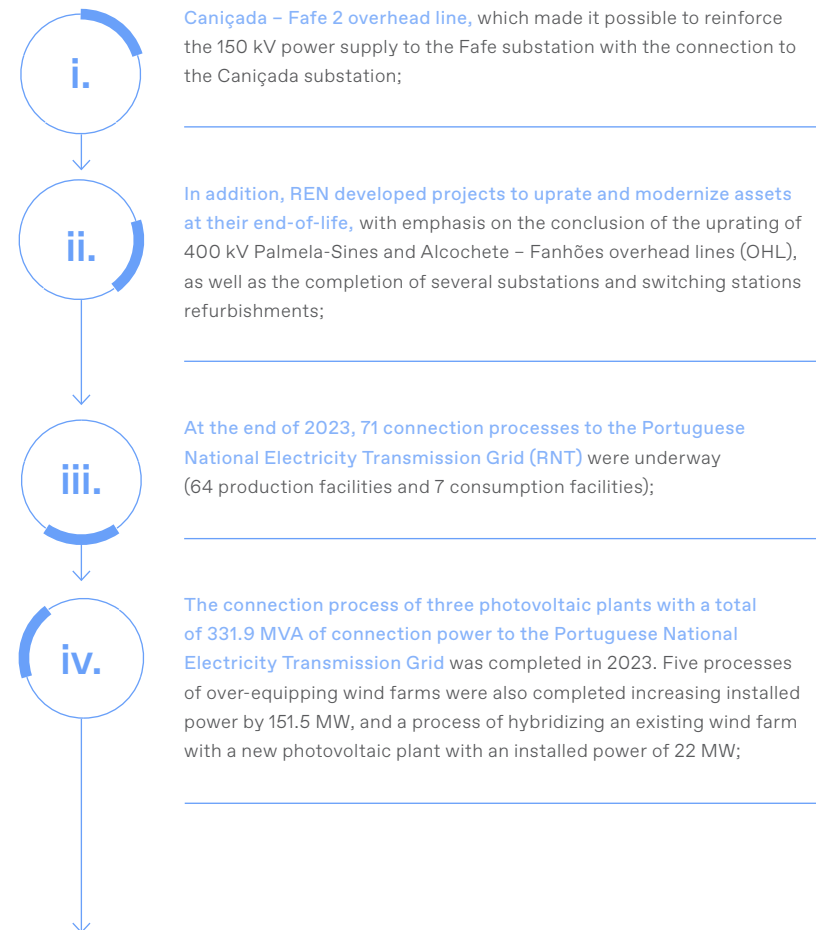 i.
Caniçada – Fafe 2 overhead line, which made it possible to reinforce
the 150 kV power supply to the Fafe substation with the connection to
the Caniçada substation;
ii.
In addition, REN developed projects to uprate and modernize assets
at their end-of-life, with emphasis on the conclusion of the uprating of
400 kV Palmela-Sines and Alcochete – Fanhões overhead lines (OHL),
as well as the completion of several substations and switching stations
refurbishments;
iii.
At the end of 2023, 71 connection processes to the Portuguese
National Electricity Transmission Grid (RNT) were underway
(64 production facilities and 7 consumption facilities);
iv.
The connection process of three photovoltaic plants with a total
of 331.9 MVA of connection power to the Portuguese National
Electricity Transmission Grid was completed in 2023. Five processes
of over-equipping wind farms were also completed increasing installed
power by 151.5 MW, and a process of hybridizing an existing wind farm
with a new photovoltaic plant with an installed power of 22 MW;